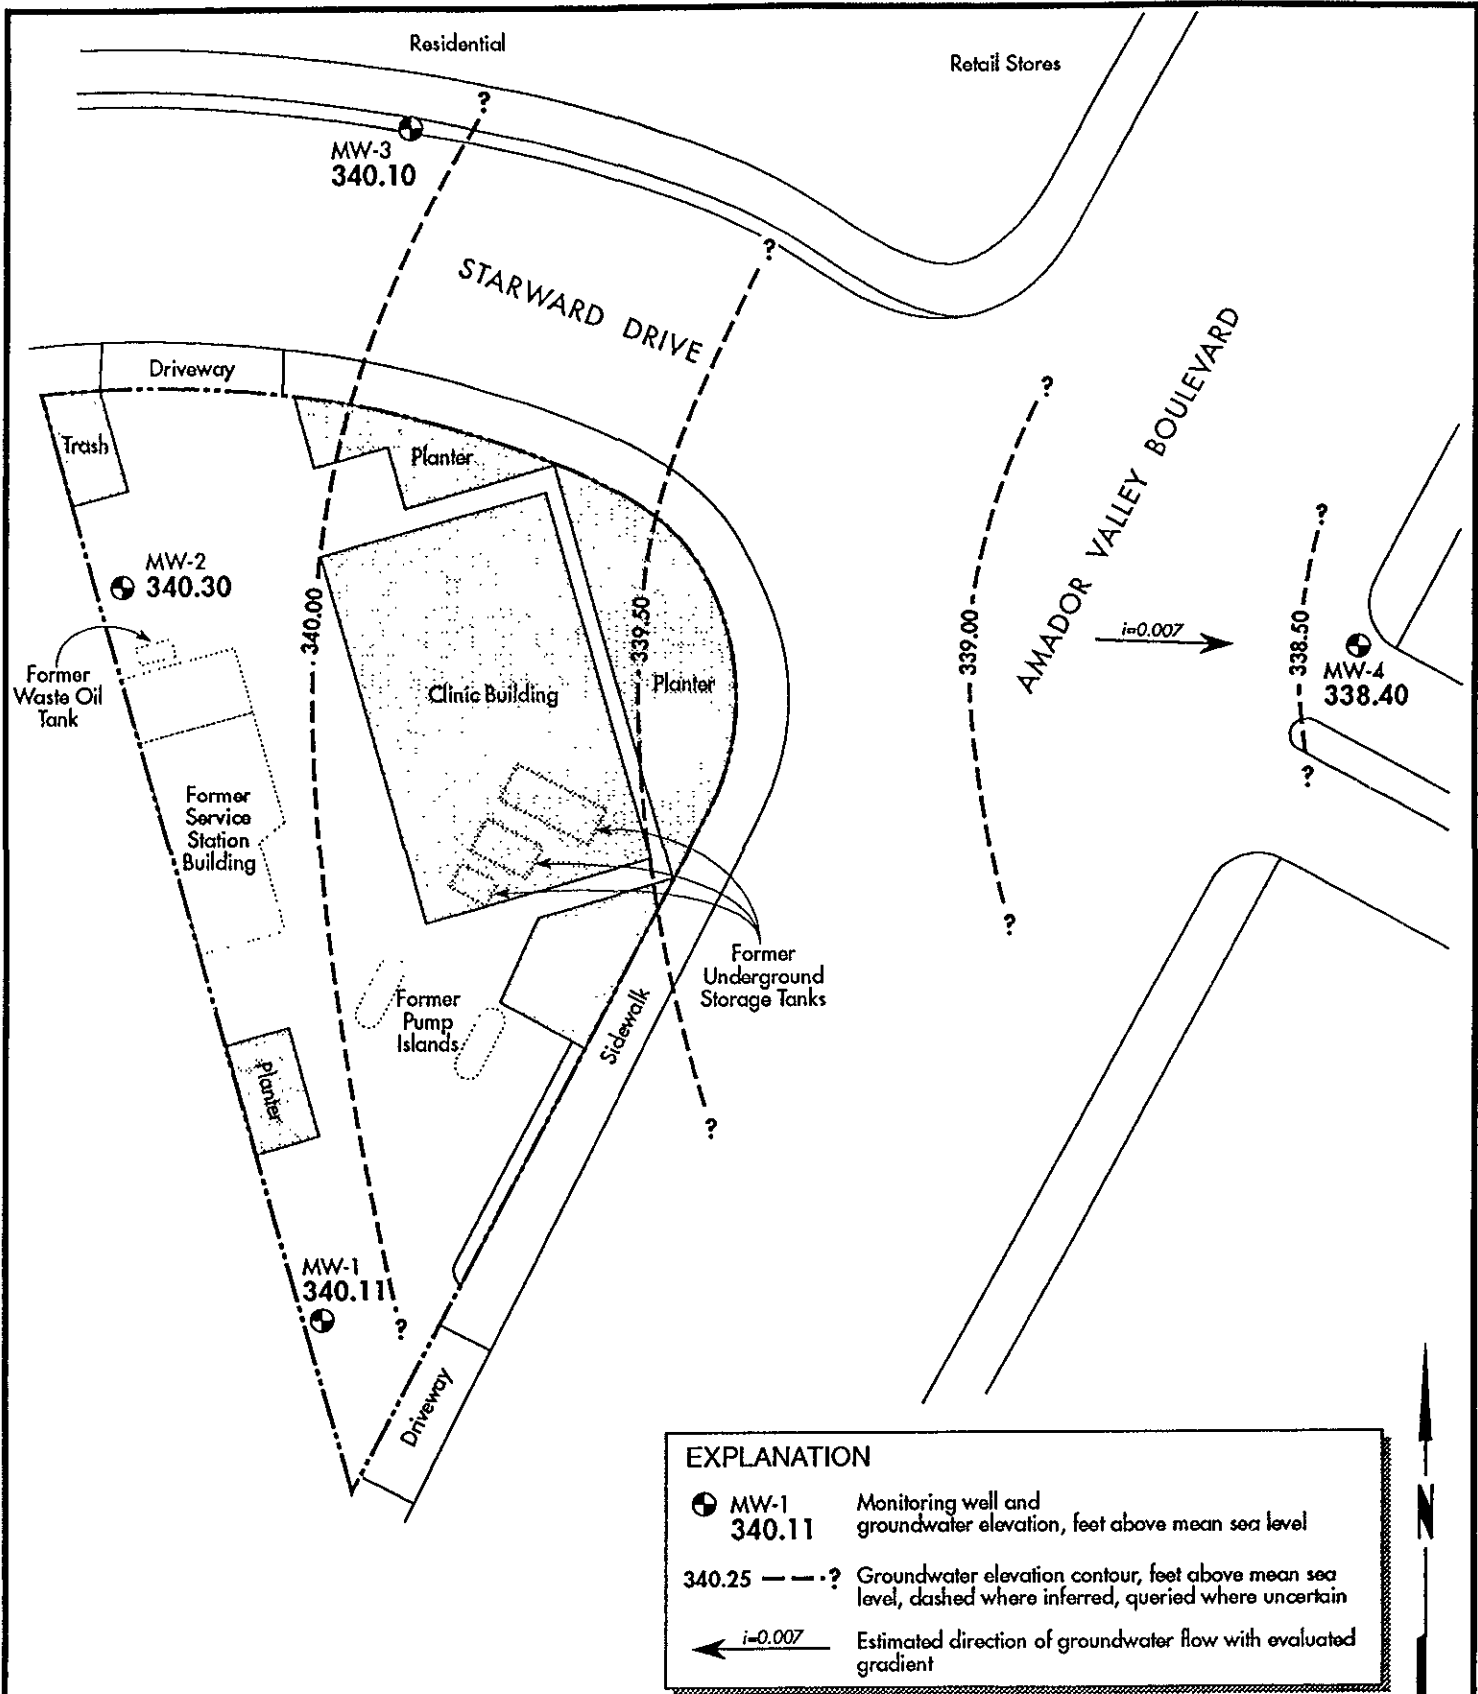 Residential
Retail Stores
?
MW-3
340.10
?
STARWARD DRIVE
AMADOR VALLEY BOULEVARD
Driveway
?
Trash
Planter
?
MW-2
340.30
340.00
339.50
339.00
i=0.007
338.50
MW-4
338.40
Former
Waste Oil
Tank
Clinic Building
Planter
?
Former
Service
Station
Building
?
Former
Underground
Storage Tanks
Former
Pump
Islands
Sidewalk
Planter
?
MW-1
340.11
?
Driveway
EXPLANATION
MW-1
340.11
Monitoring well and
groundwater elevation, feet above mean sea level
340.25 — — - ?
Groundwater elevation contour, feet above mean sea
level, dashed where inferred, queried where uncertain
i=0.007
Estimated direction of groundwater flow with evaluated
gradient
N